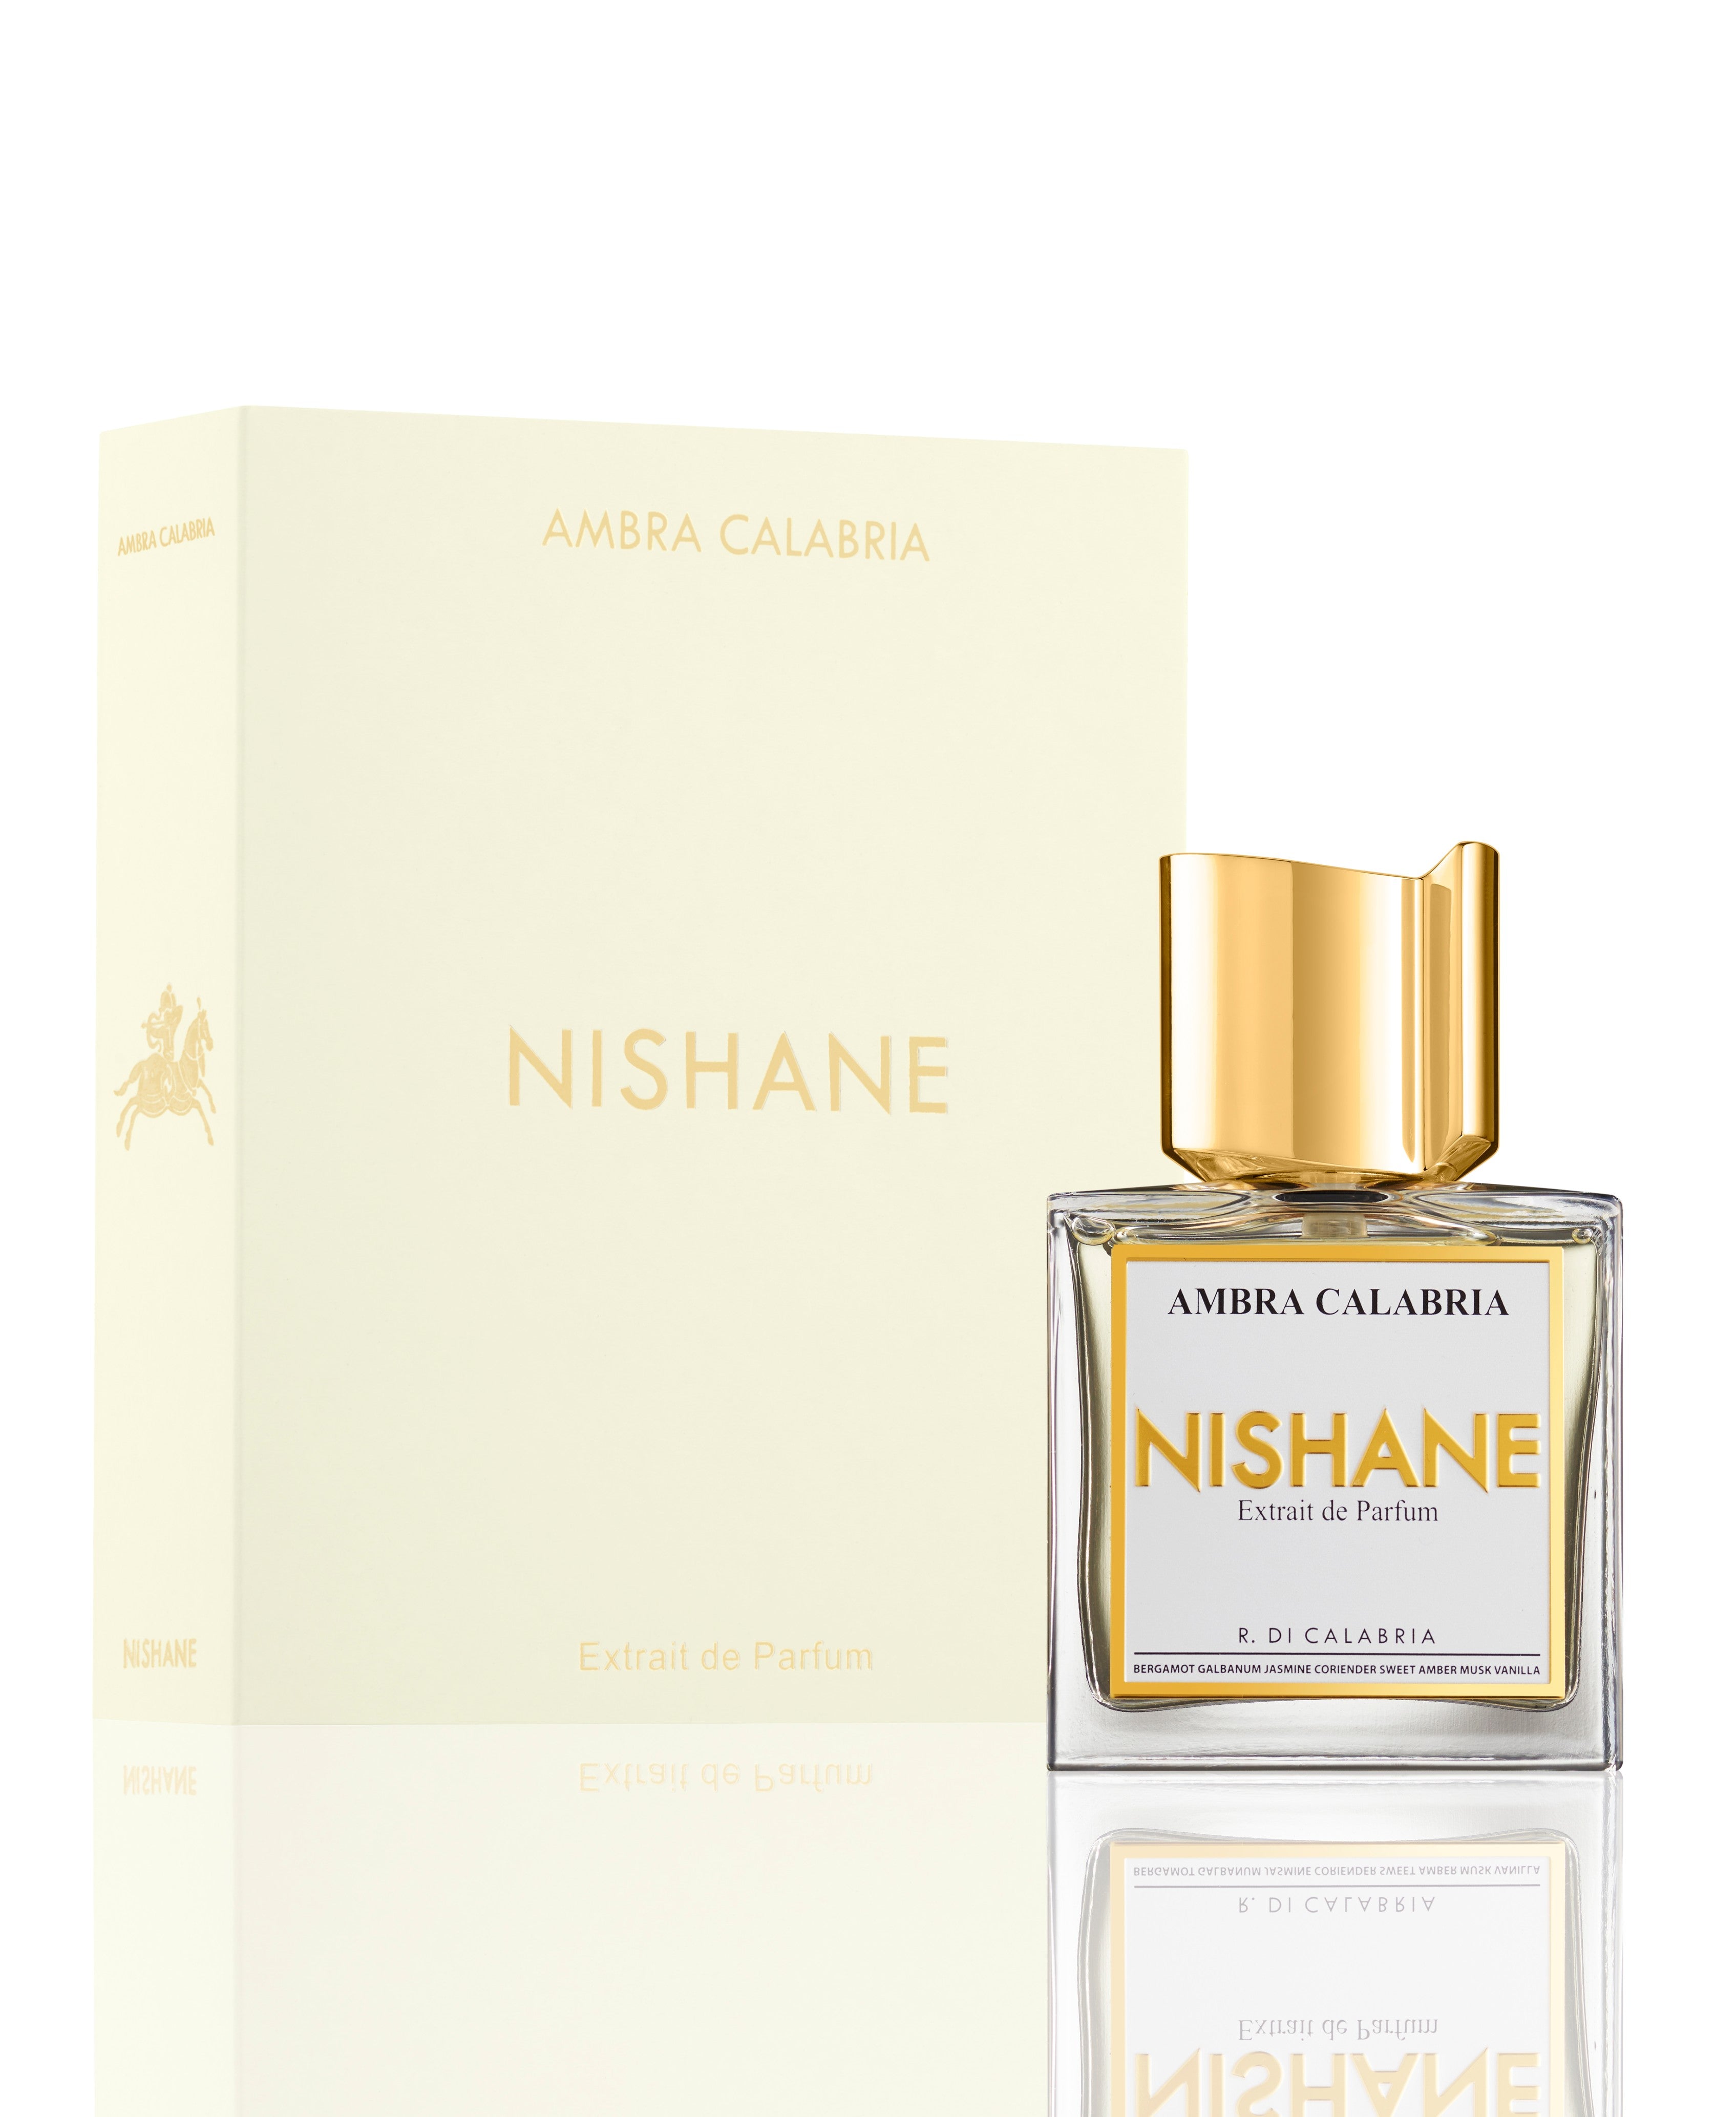 AMBRA CALABRIA
NISHANE
AMBRA CALABRIA
NISHANE
Extrait de Parfum
AMBRA CALABRIA
NISHANE
Extrait de Parfum
R. DI CALABRIA
BERGAMOT GALBANUM JASMINE CORIENDER SWEET AMBER MUSK VANILLA